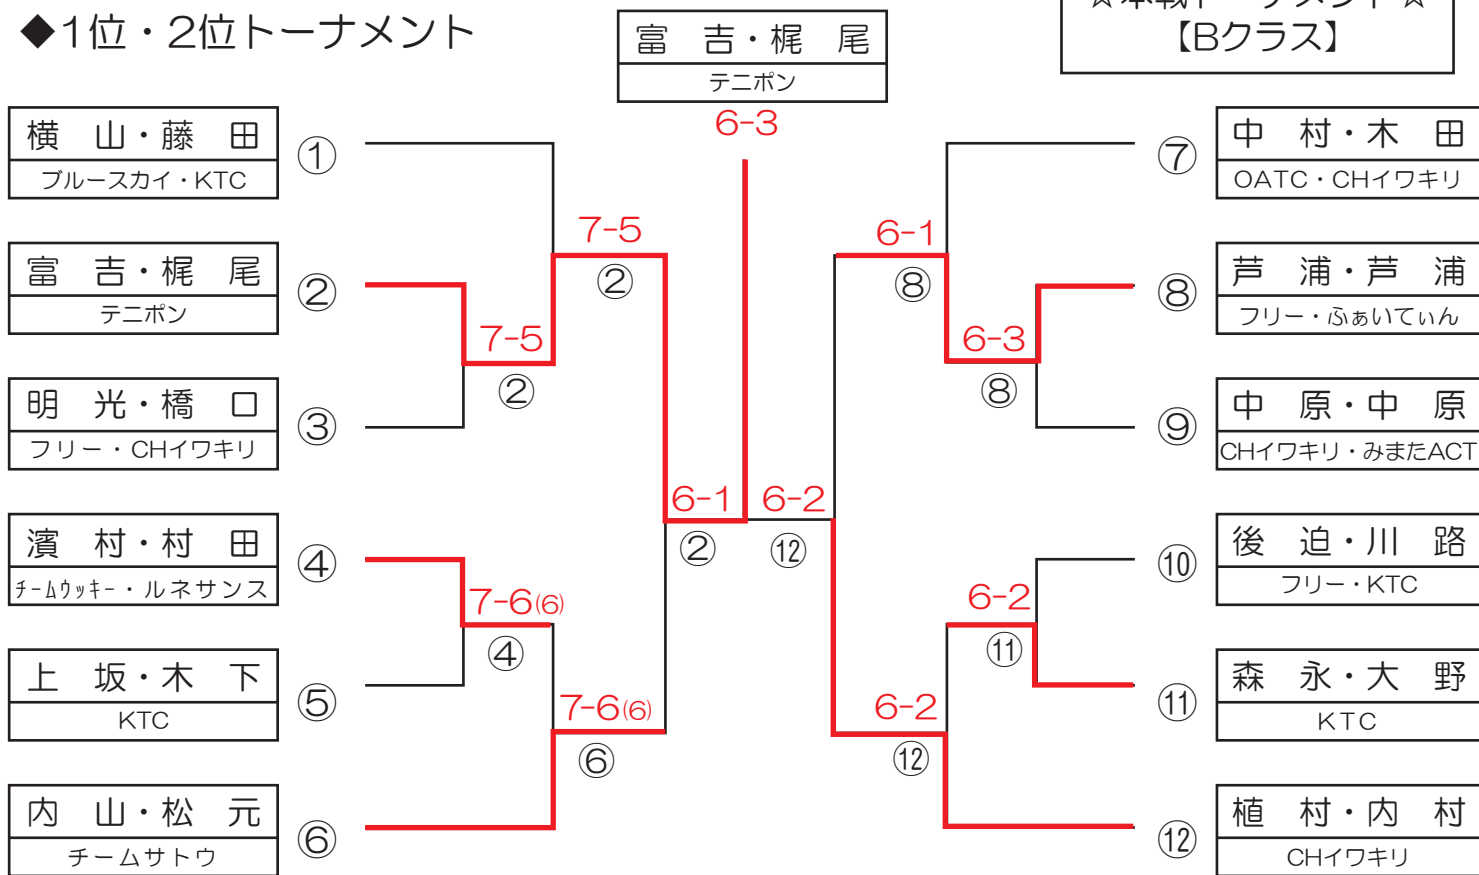 ◆1位・2位トーナメント
富　吉・梶　尾
テニポン
☆本戦トーナメント☆
【Bクラス】
6-3
横　山・藤　田
ブルースカイ・KTC
①
富　吉・梶　尾
テニポン
②
明　光・橋　口
フリー・CHイワキリ
③
濱　村・村　田
チームウッキー・ルネサンス
④
上　坂・木　下
KTC
⑤
内　山・松　元
チームサトウ
⑥
7-5
②
7-5
②
7-6(6)
④
7-6(6)
⑥
6-1
②
6-2
⑫
6-1
⑧
6-3
⑧
6-2
⑪
6-2
⑫
⑦
中　村・木　田
OATC・CHイワキリ
⑧
芦　浦・芦　浦
フリー・ふぁいてぃん
⑨
中　原・中　原
CHイワキリ・みまたACT
⑩
後　迫・川　路
フリー・KTC
⑪
森　永・大　野
KTC
⑫
植　村・内　村
CHイワキリ